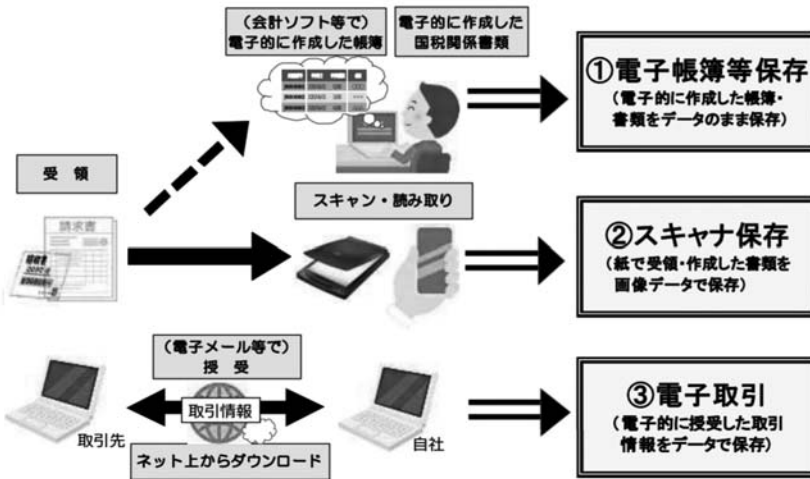 （会計ソフト等で）
電子的に作成した帳簿
電子的に作成した
国税関係書類
①電子帳簿等保存
（電子的に作成した帳簿・
書類をデータのまま保存）
受　領
請求書
領収書
スキャン・読み取り
②スキャナ保存
（紙で受領・作成した書類を
画像データで保存）
（電子メール等で）
授　受
取引情報
取引先
自社
ネット上からダウンロード
③電子取引
（電子的に授受した取引
情報をデータで保存）